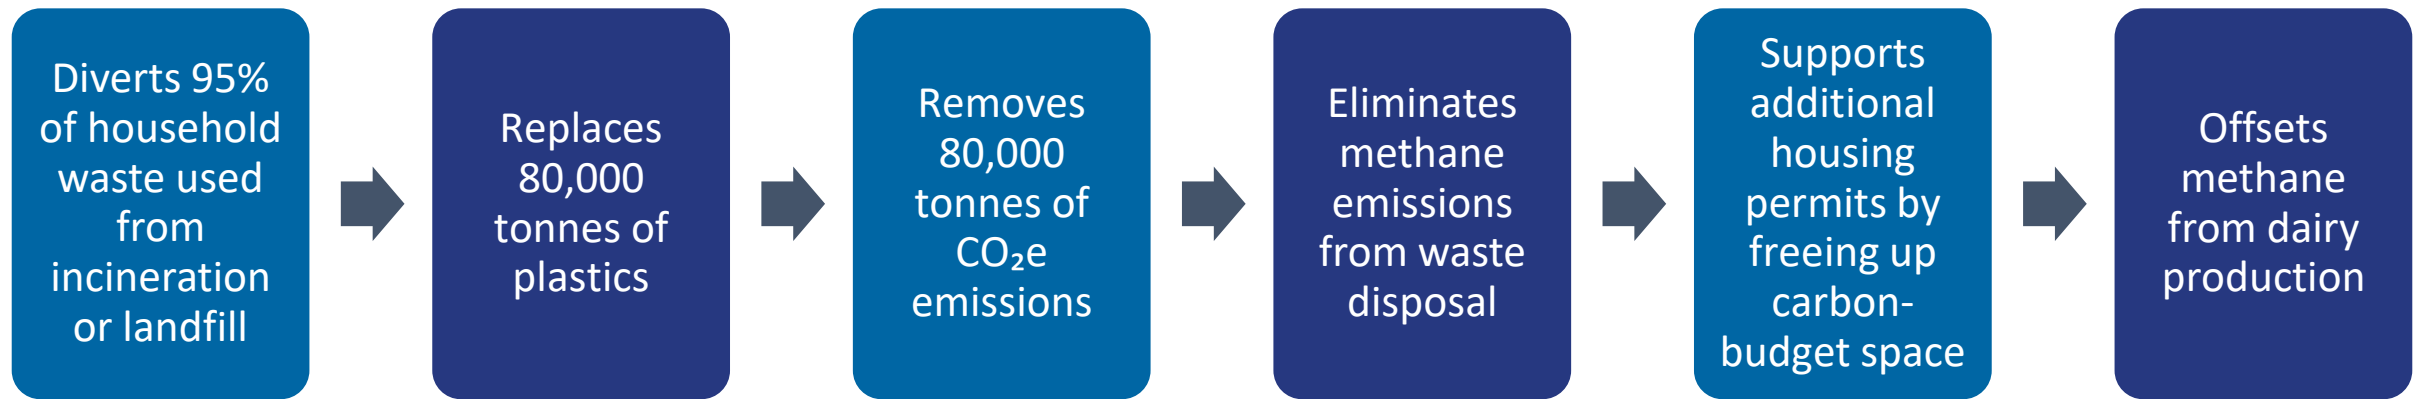 Diverts 95%
of household
waste used
from
incineration
or landfill
Replaces
80,000
tonnes of
plastics
Removes
80,000
tonnes of
CO₂e
emissions
Eliminates
methane
emissions
from waste
disposal
Supports
additional
housing
permits by
freeing up
carbon-
budget space
Offsets
methane
from dairy
production